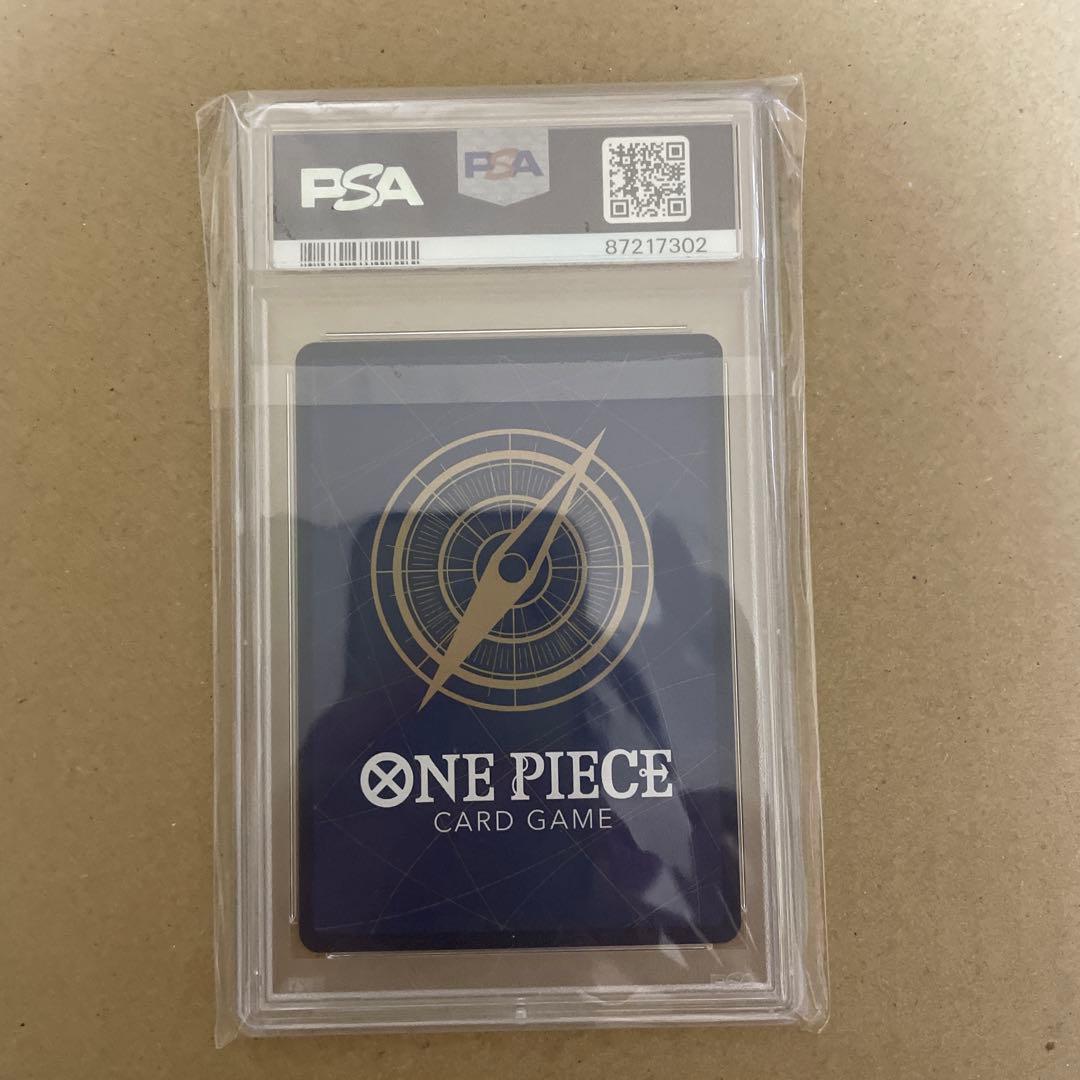 PSA
PSA
87217302
ONE PIECE
CARD GAME